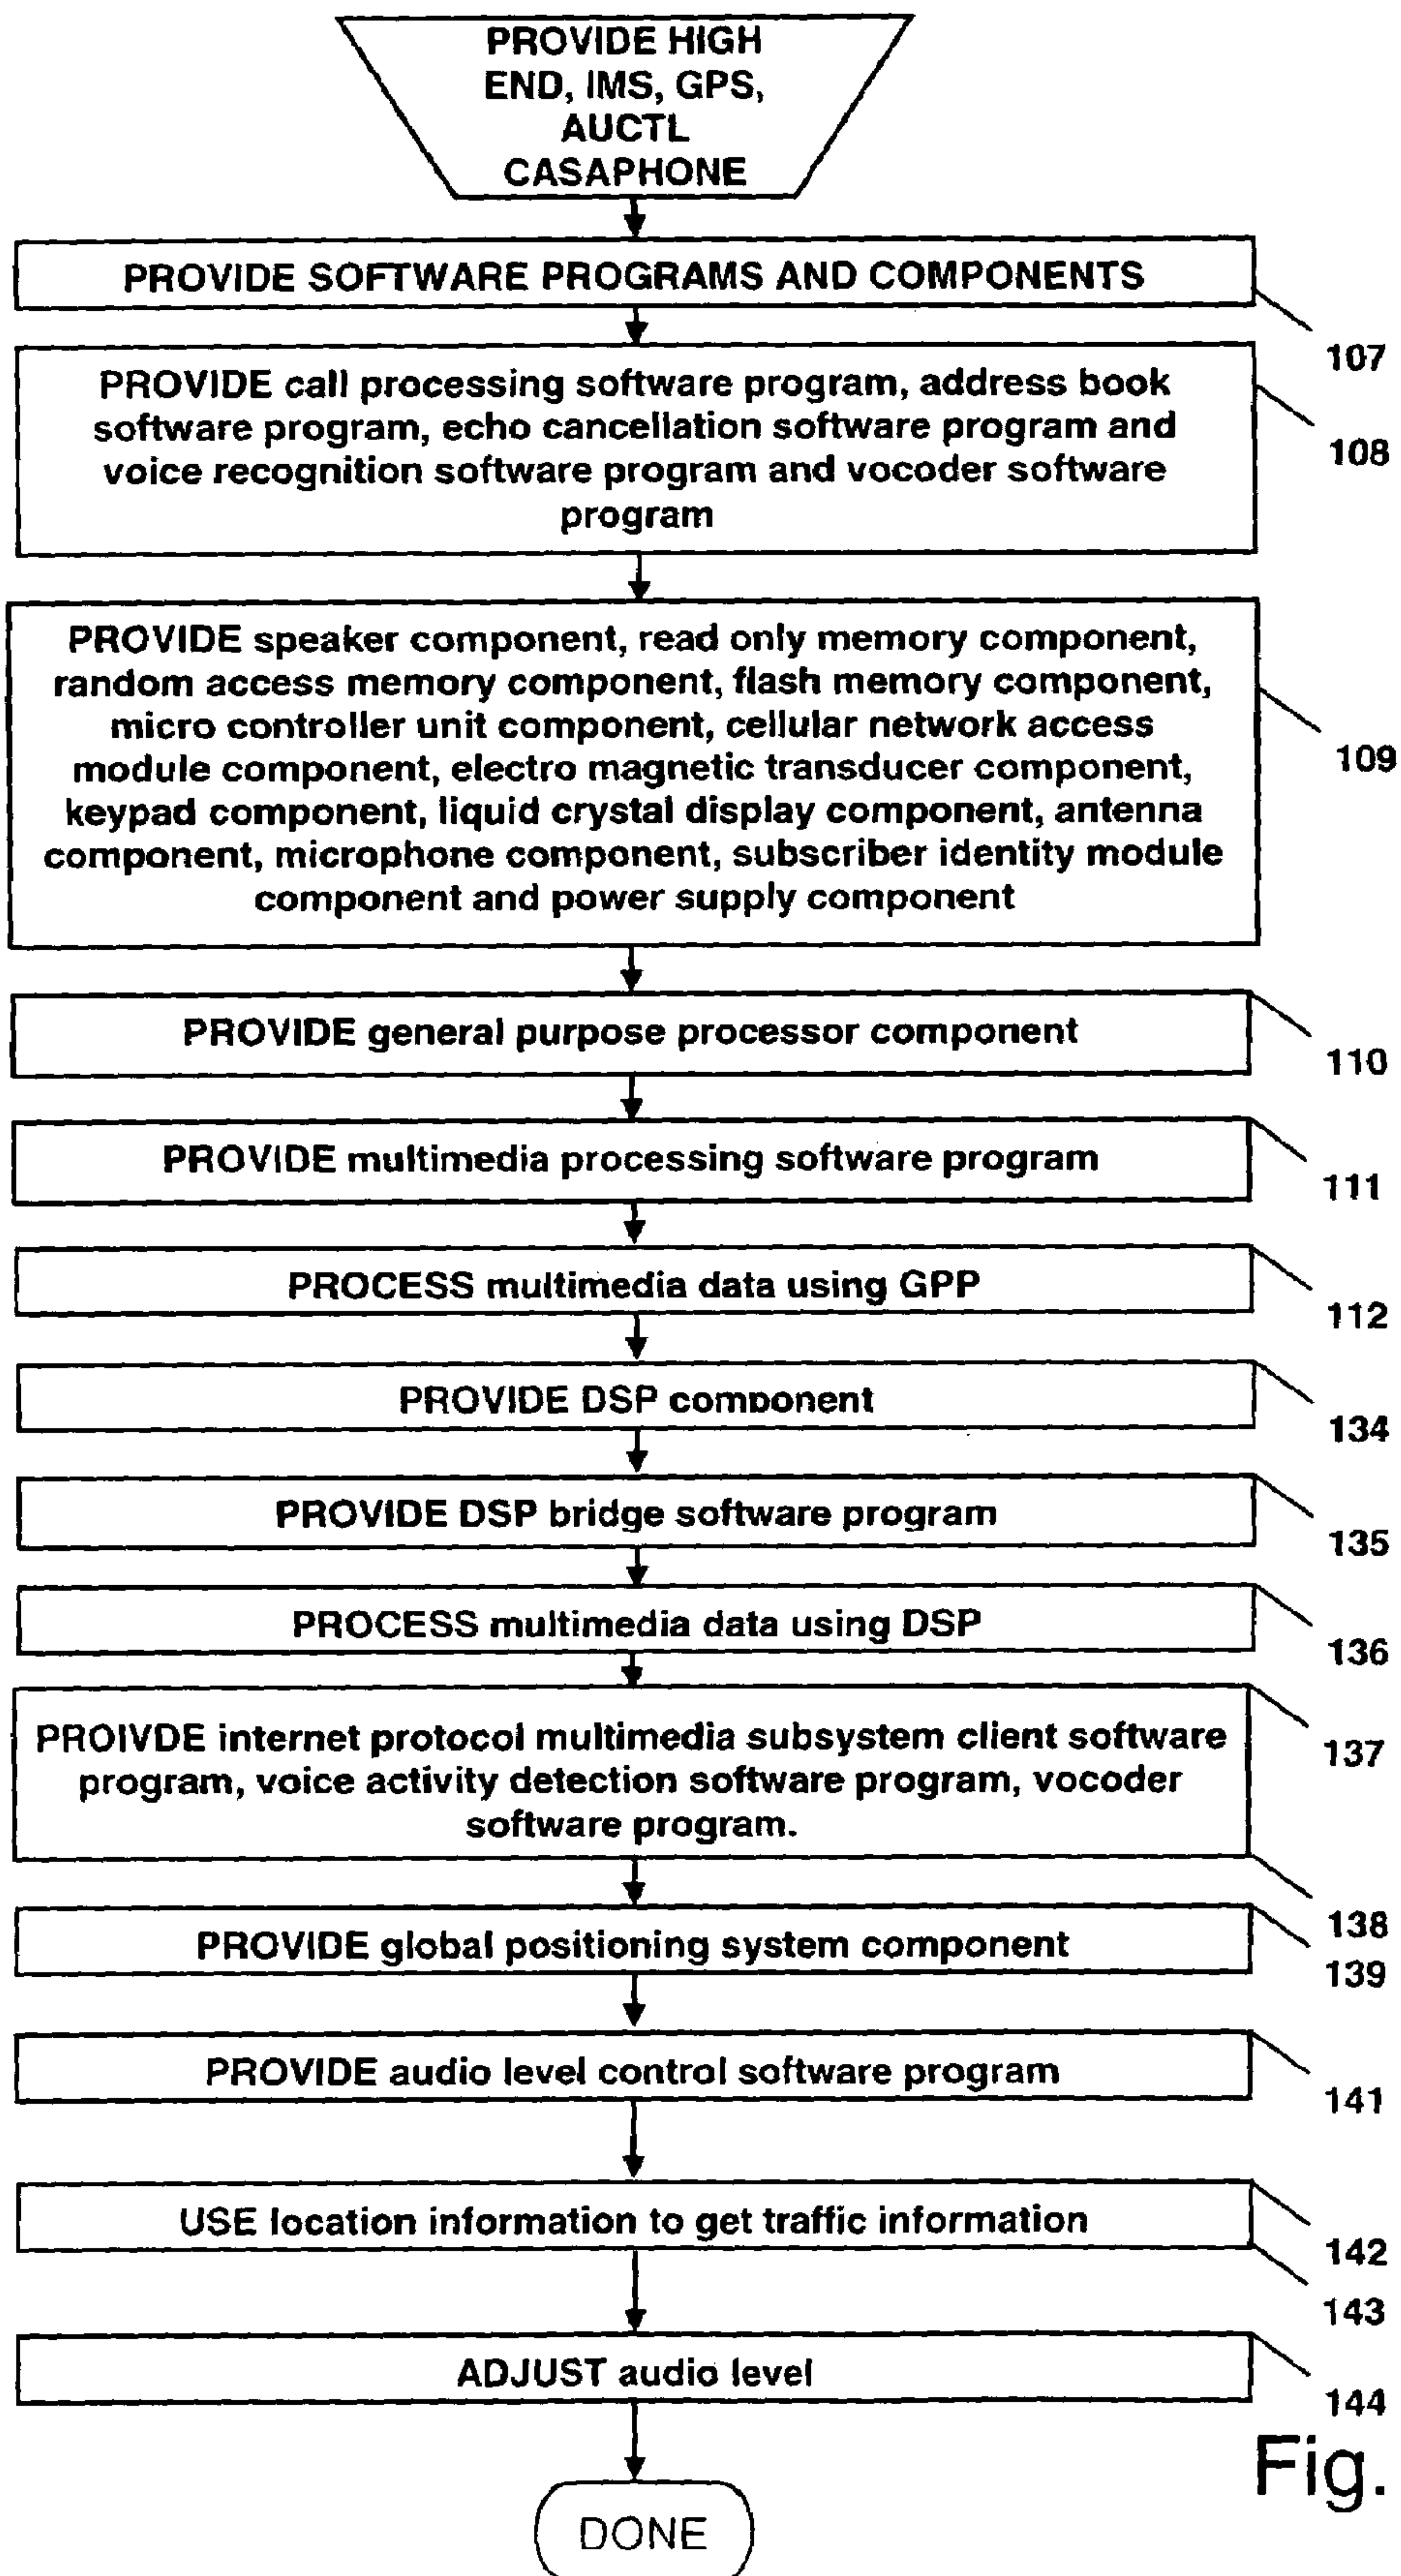 PROVIDE HIGH
END, IMS, GPS,
AUCTL
CASAPHONE
PROVIDE SOFTWARE PROGRAMS AND COMPONENTS
107
PROVIDE call processing software program, address book
software program, echo cancellation software program and
voice recognition software program and vocoder software
program
108
PROVIDE speaker component, read only memory component,
random access memory component, flash memory component,
micro controller unit component, cellular network access
module component, electro magnetic transducer component,
keypad component, liquid crystal display component, antenna
component, microphone component, subscriber identity module
component and power supply component
109
PROVIDE general purpose processor component
110
PROVIDE multimedia processing software program
111
PROCESS multimedia data using GPP
112
PROVIDE DSP component
134
PROVIDE DSP bridge software program
135
PROCESS multimedia data using DSP
136
PROIVDE internet protocol multimedia subsystem client software
program, voice activity detection software program, vocoder
software program.
137
138
PROVIDE global positioning system component
139
PROVIDE audio level control software program
141
USE location information to get traffic information
142
143
ADJUST audio level
144
Fig.
DONE